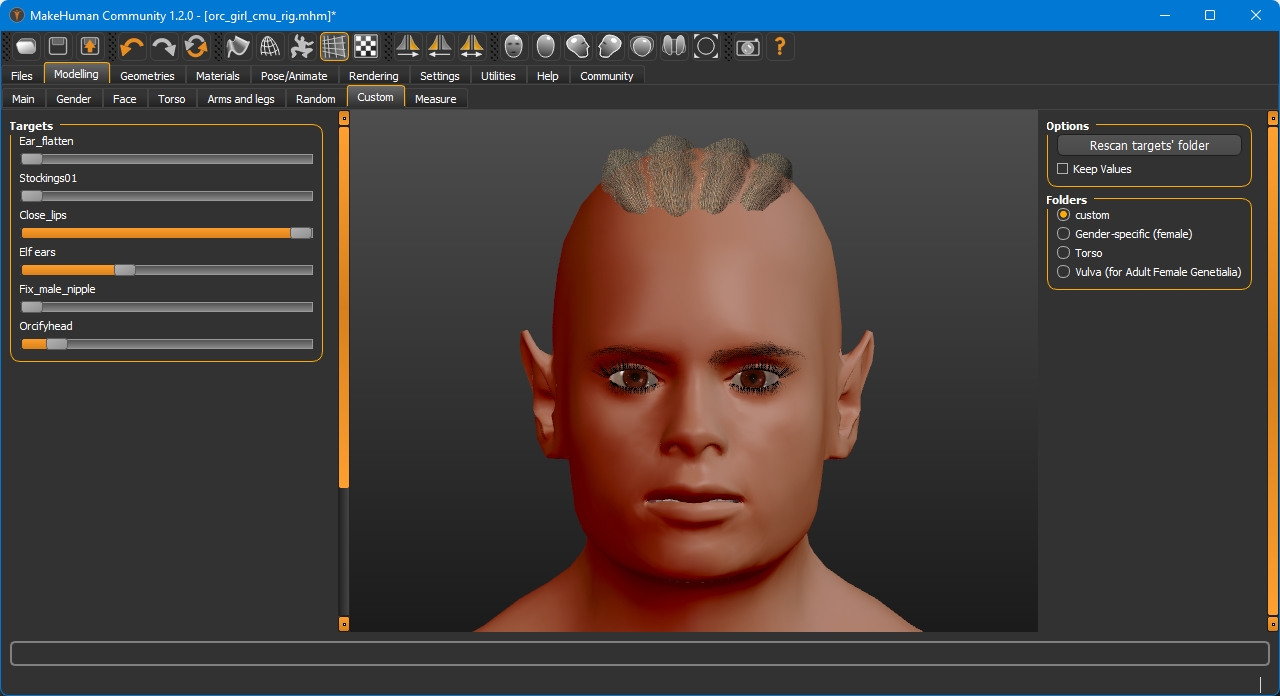 MakeHuman Community 1.2.0 - [orc_girl_cmu_rig.mhm]*
?
Files Modelling Geometries Materials Pose/Animate Rendering Settings Utilities Help Community
Main Gender Face Torso Arms and legs Random Custom Measure
Targets
Ear_flatten
Stockings01
Close_lips
Elf ears
Fix_male_nipple
Orcifyhead
Options
Rescan targets' folder
Keep Values
Folders
custom
Gender-specific (female)
Torso
Vulva (for Adult Female Genetialia)